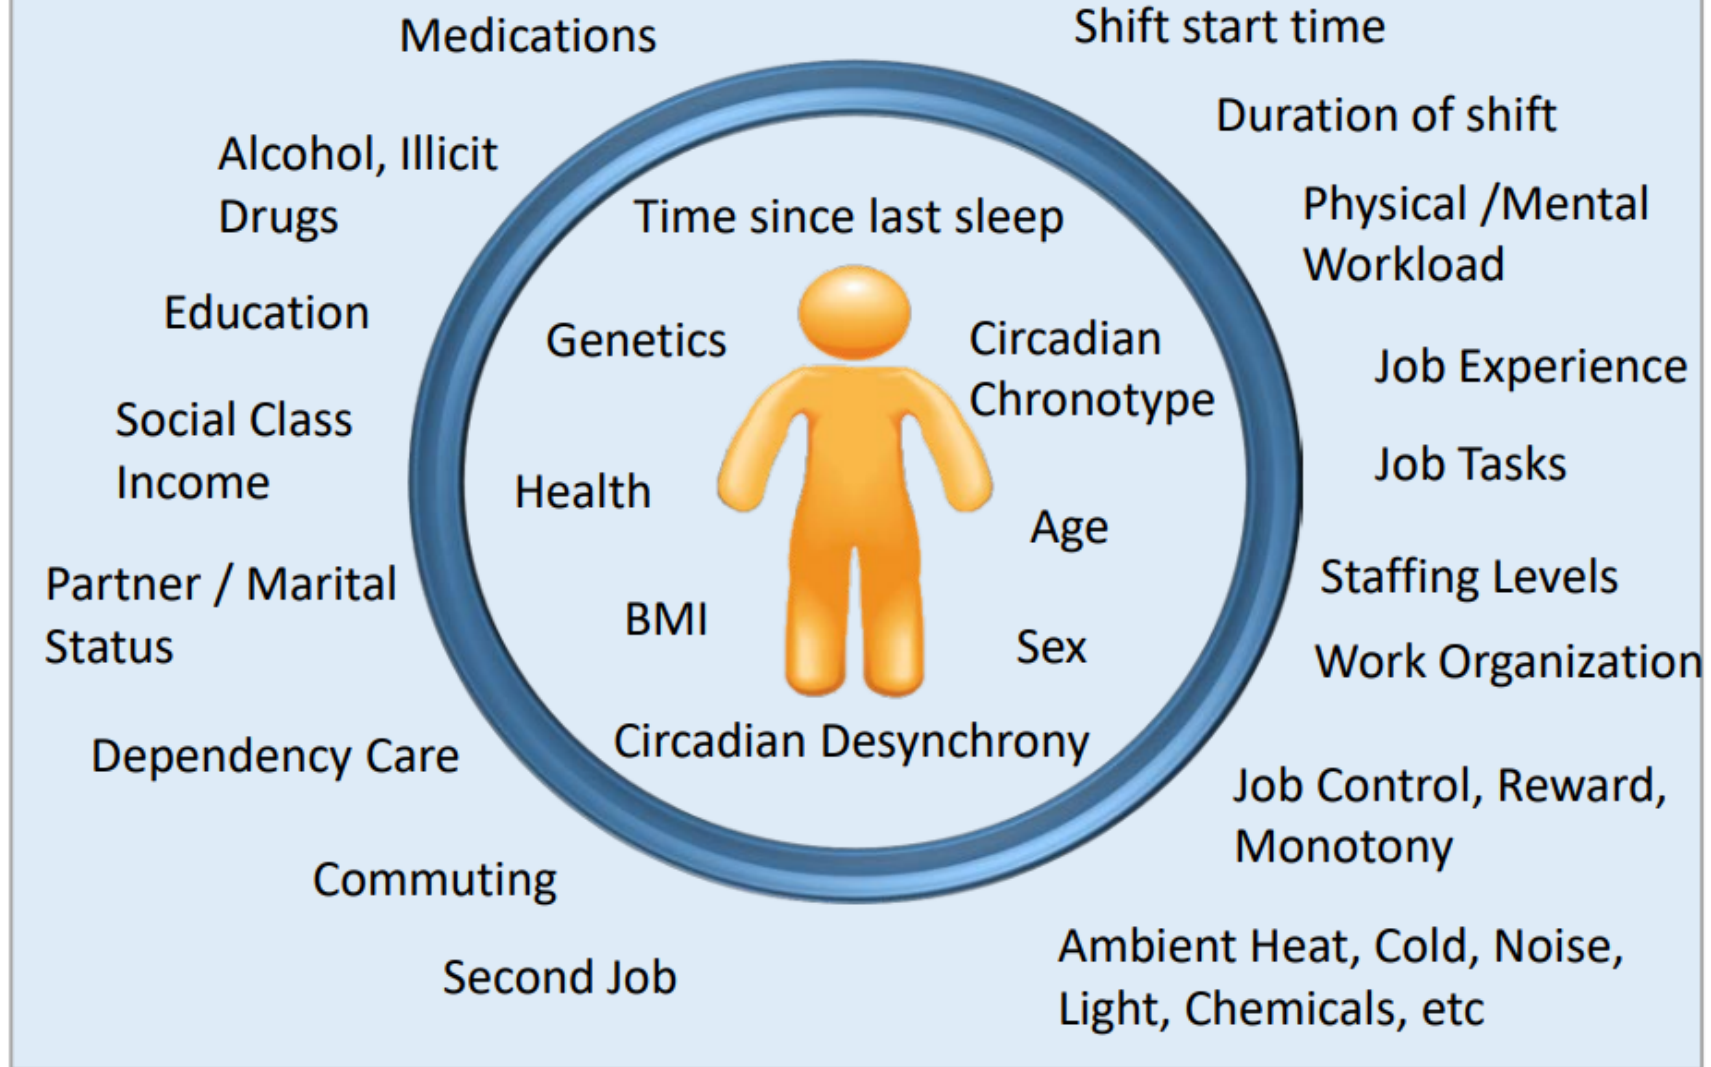 Medications
Shift start time
Duration of shift
Alcohol, Illicit
Drugs
Physical /Mental
Workload
Time since last sleep
Education
Genetics
Circadian
Chronotype
Job Experience
Social Class
Income
Job Tasks
Health
Age
Partner / Marital
Status
Staffing Levels
BMI
Sex
Work Organization
Circadian Desynchrony
Dependency Care
Job Control, Reward,
Monotony
Commuting
Second Job
Ambient Heat, Cold, Noise,
Light, Chemicals, etc